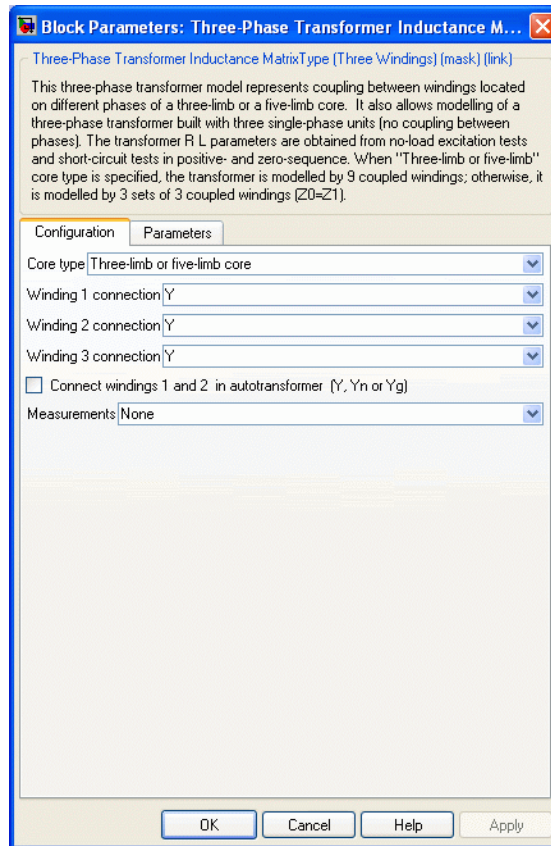 Block Parameters: Three-Phase Transformer Inductance M...
Three-Phase Transformer Inductance MatrixType (Three Windings) (mask) (link)
This three-phase transformer model represents coupling between windings located
on different phases of a three-limb or a five-limb core. It also allows modelling of a
three-phase transformer built with three single-phase units (no coupling between
phases). The transformer R L parameters are obtained from no-load excitation tests
and short-circuit tests in positive- and zero-sequence. When "Three-limb or five-limb"
core type is specified, the transformer is modelled by 9 coupled windings; otherwise, it
is modelled by 3 sets of 3 coupled windings (Z0=Z1).
Configuration Parameters
Core type Three-limb or five-limb core
Winding 1 connection Y
Winding 2 connection Y
Winding 3 connection Y
Connect windings 1 and 2 in autotransformer (Y, Yn or Yg)
Measurements None
OK Cancel Help Apply